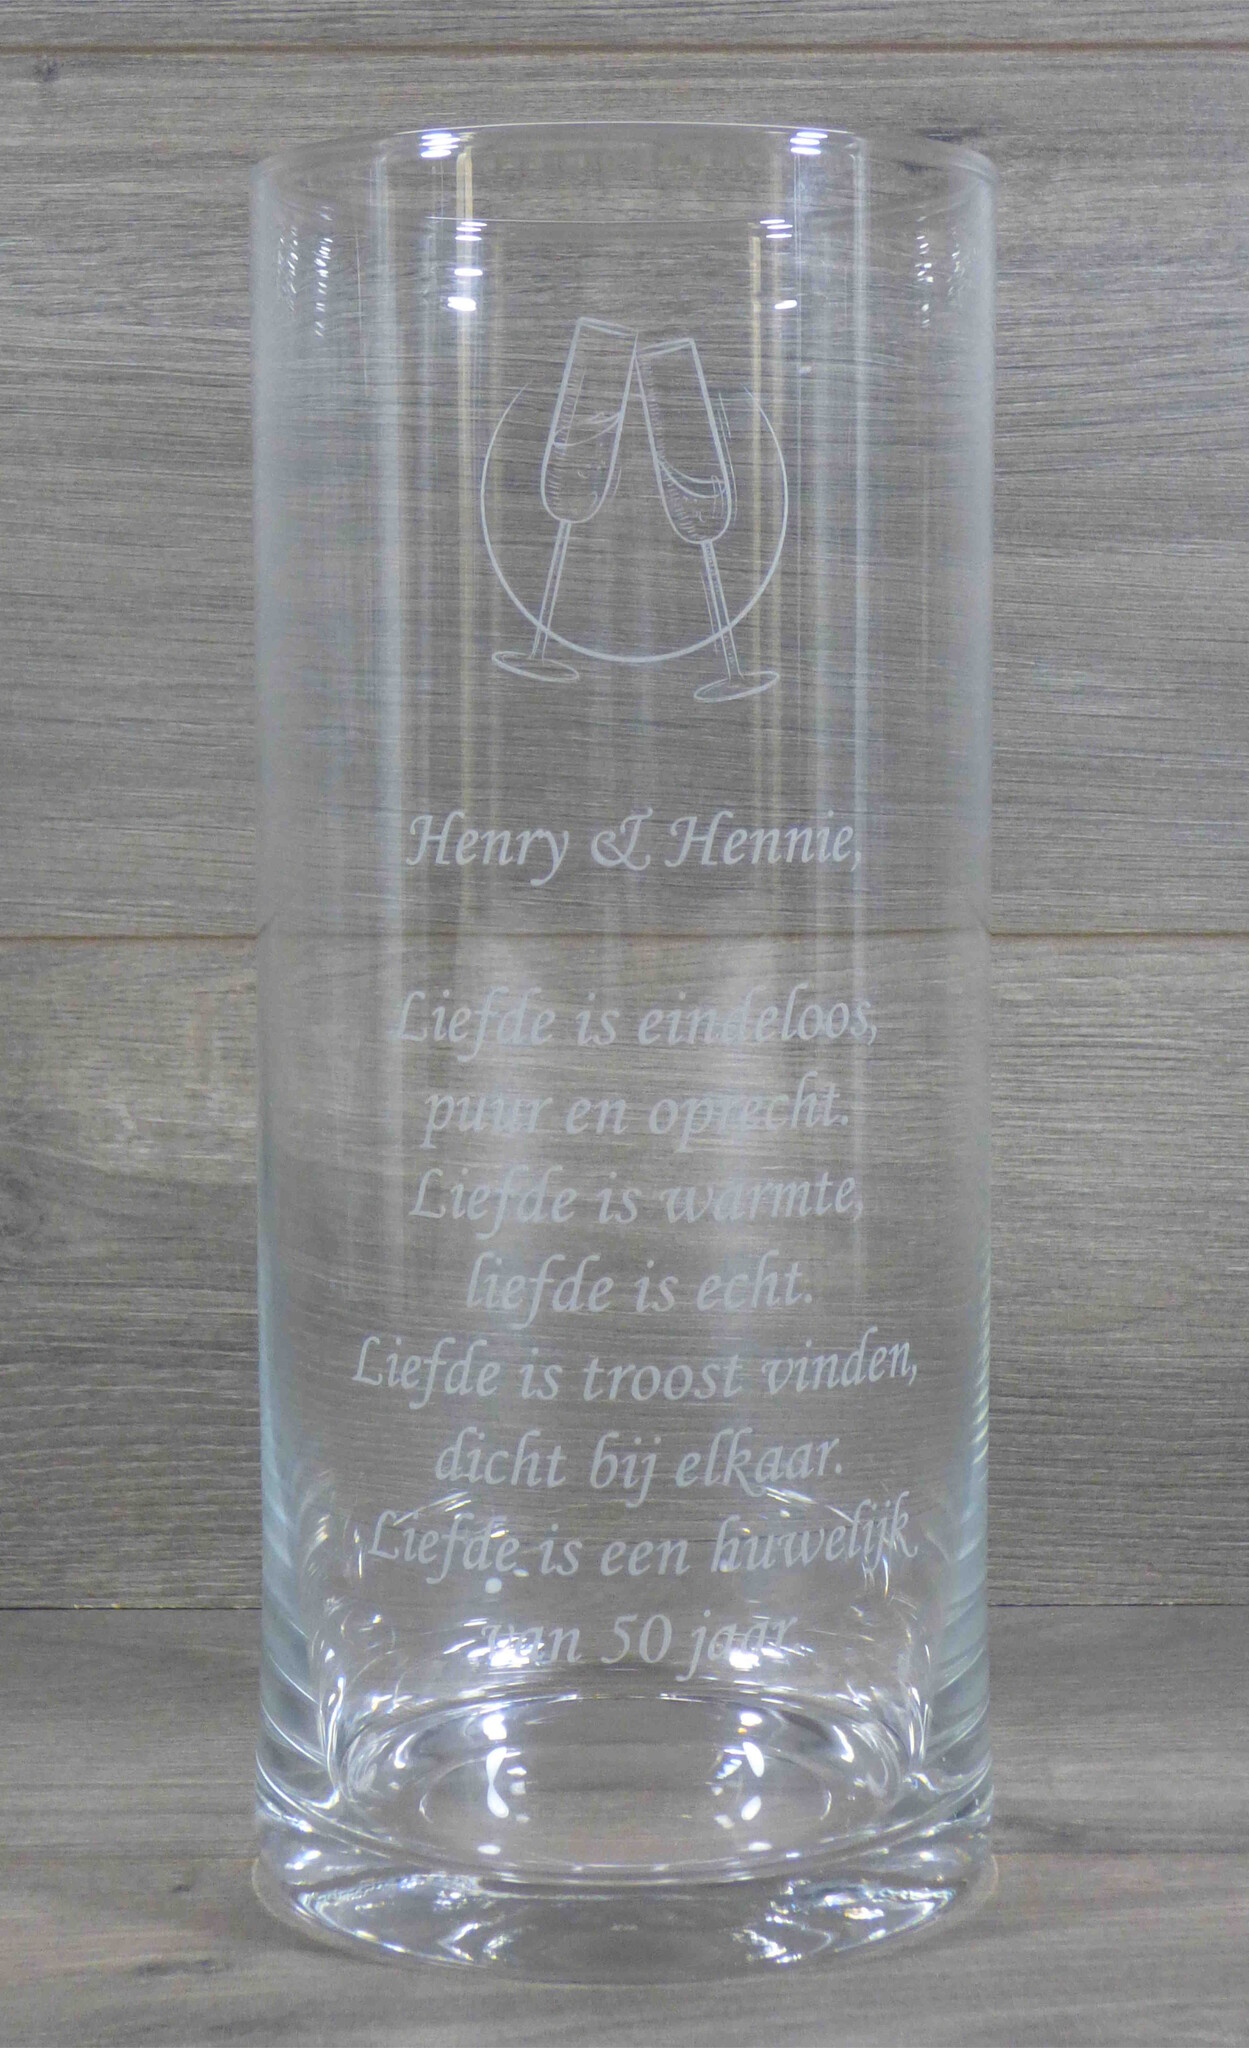 Henry & Hennie,
Liefde is eindeloos,
puur en oprecht.
Liefde is warmte,
liefde is echt.
Liefde is troost vinden,
dicht bij elkaar.
Liefde is een huwelijk
van 50 jaar.